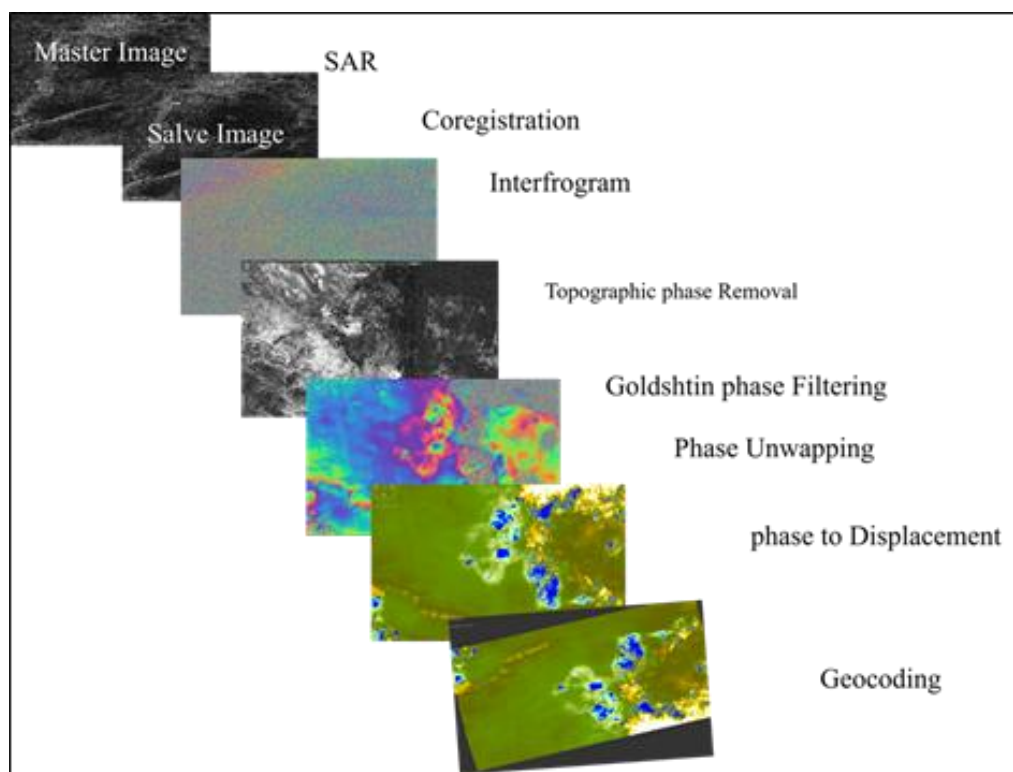 Master Image
SAR
Salve Image
Coregistration
Interfrogram
Topographic phase Removal
Goldshtin phase Filtering
Phase Unwapping
phase to Displacement
Geocoding